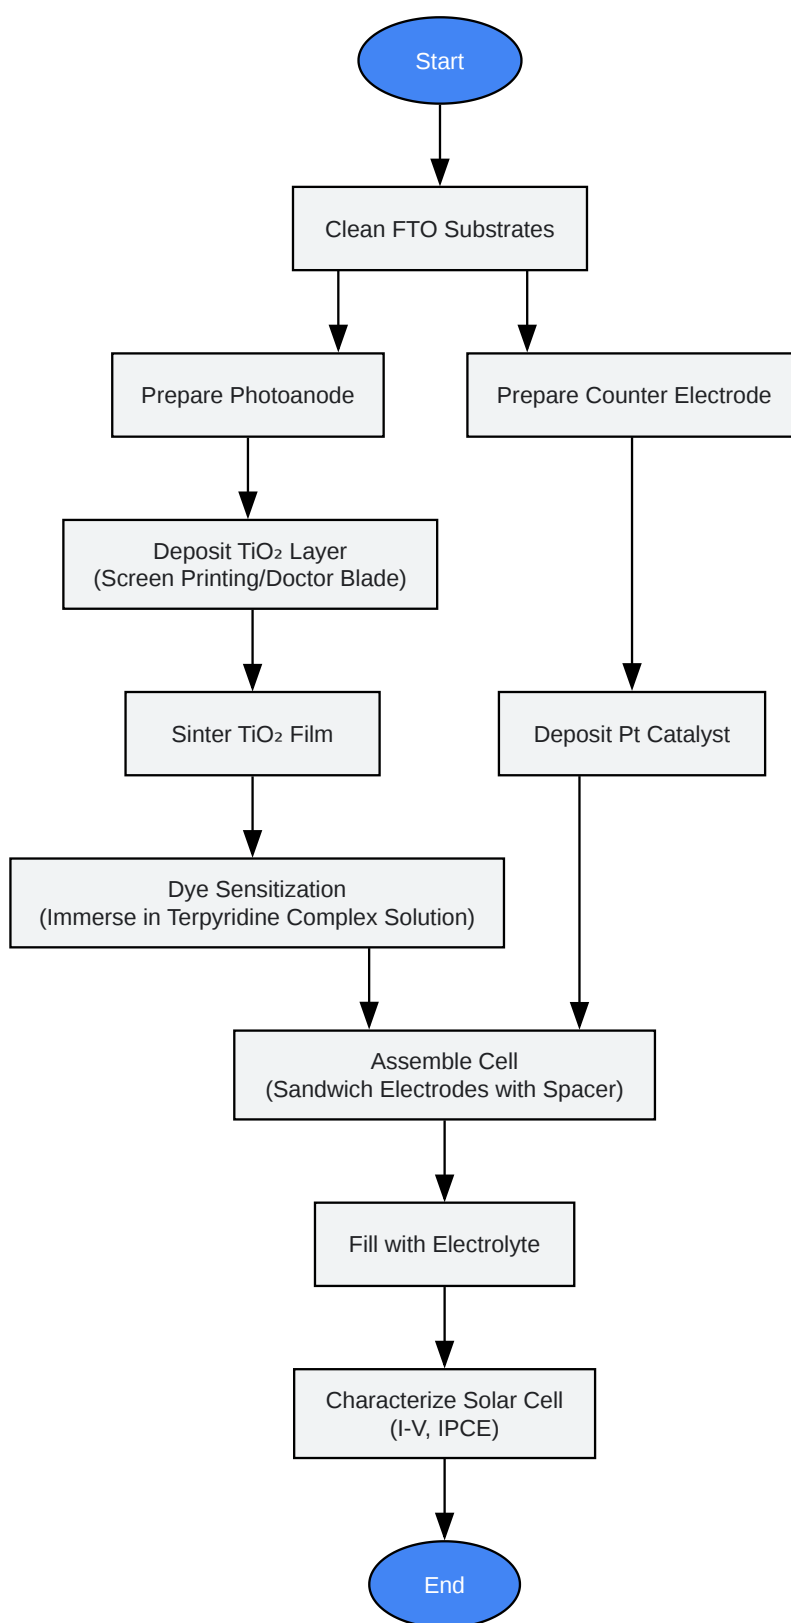 Start
Clean FTO Substrates
Prepare Photoanode
Prepare Counter Electrode
Deposit TiO₂ Layer
(Screen Printing/Doctor Blade)
Sinter TiO₂ Film
Deposit Pt Catalyst
Dye Sensitization
(Immerse in Terpyridine Complex Solution)
Assemble Cell
(Sandwich Electrodes with Spacer)
Fill with Electrolyte
Characterize Solar Cell
(I-V, IPCE)
End